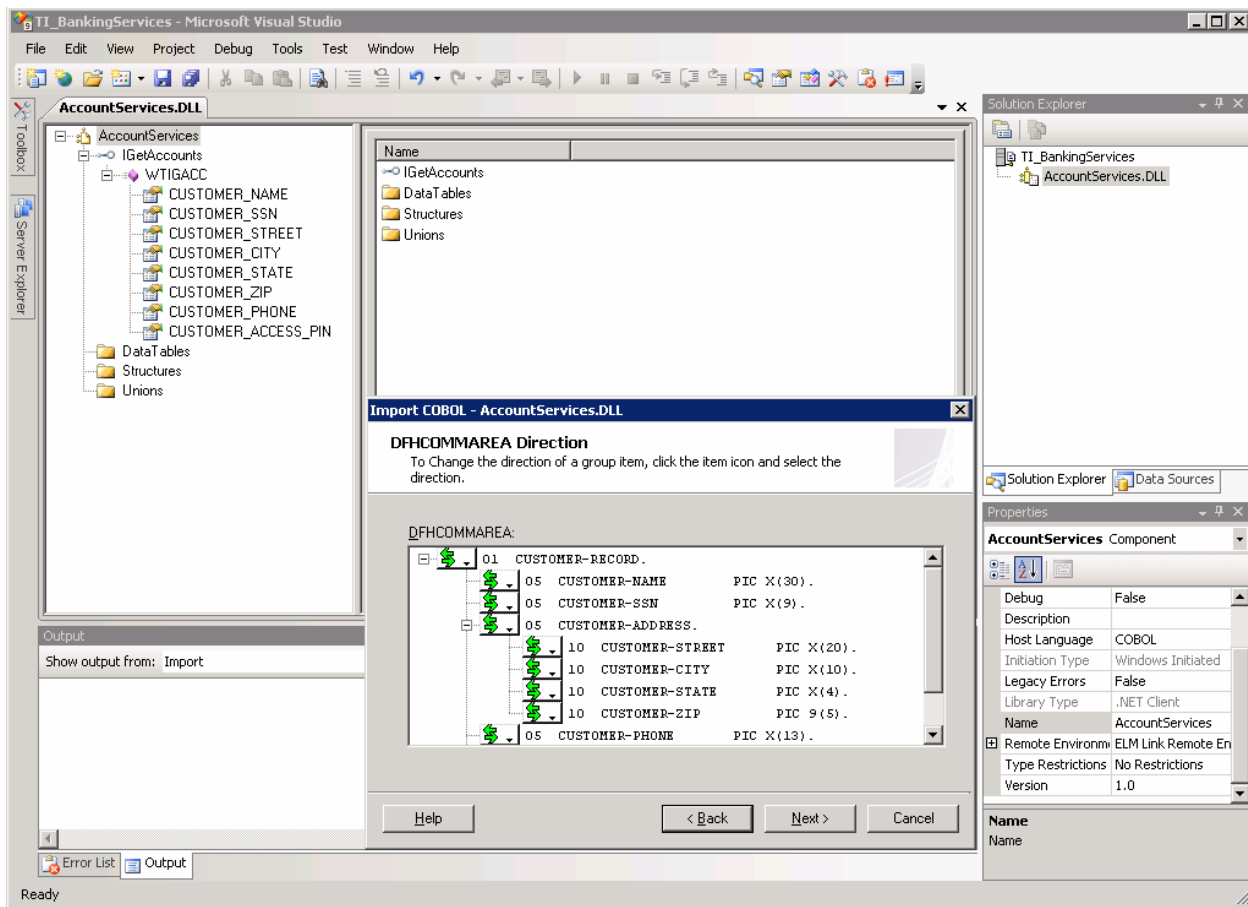 TI_BankingServices - Microsoft Visual Studio
File Edit View Project Debug Tools Test Window Help
Toolbox
Server Explorer
AccountServices.DLL
AccountServices
IGetAccounts
WTIGACC
CUSTOMER_NAME
CUSTOMER_SSN
CUSTOMER_STREET
CUSTOMER_CITY
CUSTOMER_STATE
CUSTOMER_ZIP
CUSTOMER_PHONE
CUSTOMER_ACCESS_PIN
DataTables
Structures
Unions
Name
IGetAccounts
DataTables
Structures
Unions
Import COBOL - AccountServices.DLL
DFHCOMMAREA Direction
To Change the direction of a group item, click the item icon and select the
direction.
DFHCOMMAREA:
01 CUSTOMER-RECORD.
05 CUSTOMER-NAME PIC X(30).
05 CUSTOMER-SSN PIC X(9).
05 CUSTOMER-ADDRESS.
10 CUSTOMER-STREET PIC X(20).
10 CUSTOMER-CITY PIC X(10).
10 CUSTOMER-STATE PIC X(4).
10 CUSTOMER-ZIP PIC 9(5).
05 CUSTOMER-PHONE PIC X(13).
Help < Back Next > Cancel
Output
Show output from: Import
Error List Output
Ready
Solution Explorer
TI_BankingServices
AccountServices.DLL
Solution Explorer Data Sources
Properties
AccountServices Component
Debug False
Description
Host Language COBOL
Initiation Type Windows Initiated
Legacy Errors False
Library Type .NET Client
Name AccountServices
Remote Environm ELM Link Remote En
Type Restrictions No Restrictions
Version 1.0
Name
Name